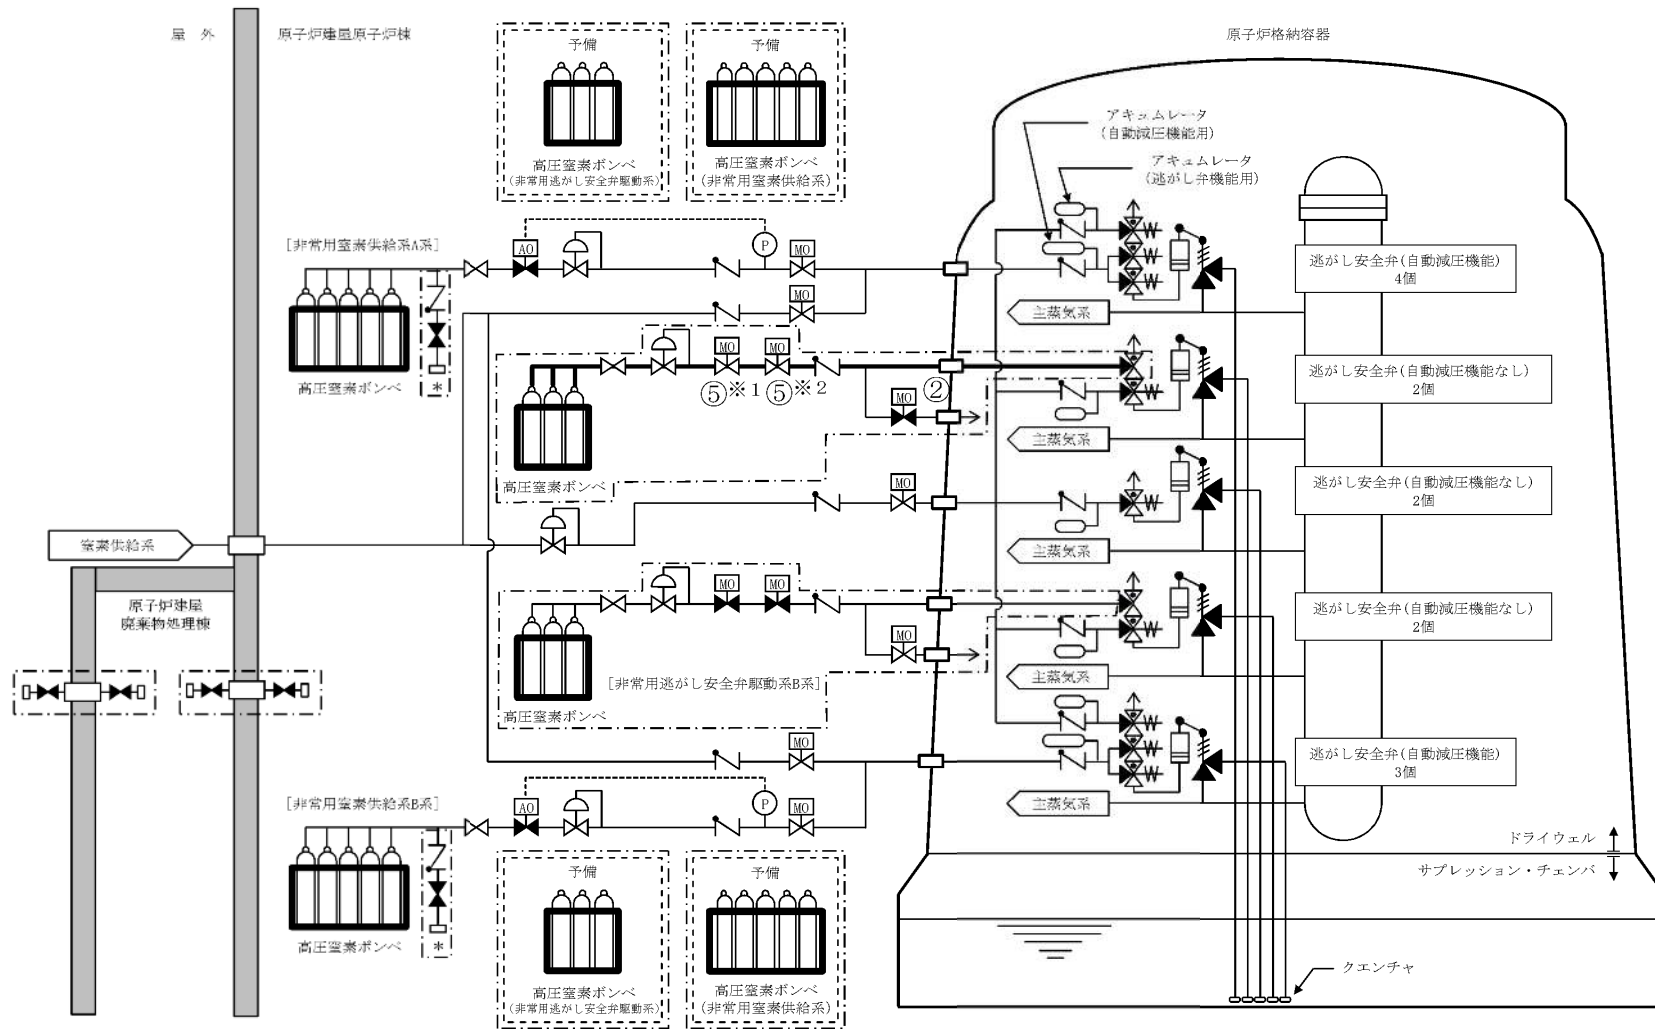 屋 外
原子炉建屋原子炉棟
予備
高圧窒素ボンベ
(非常用逃がし安全弁駆動系)
予備
高圧窒素ボンベ
(非常用窒素供給系)
原子炉格納容器
アキュムレータ
(自動減圧機能用)
アキュムレータ
(逃がし弁機能用)
[非常用窒素供給系A系]
AO
P
MO
MO
高圧窒素ボンベ
*
逃がし安全弁(自動減圧機能)
4個
主蒸気系
MO
MO
⑤※1
⑤※2
②
MO
高圧窒素ボンベ
逃がし安全弁(自動減圧機能なし)
2個
主蒸気系
MO
逃がし安全弁(自動減圧機能なし)
2個
主蒸気系
窒素供給系
原子炉建屋
廃棄物処理棟
MO
MO
MO
高圧窒素ボンベ
[非常用逃がし安全弁駆動系B系]
逃がし安全弁(自動減圧機能なし)
2個
主蒸気系
MO
逃がし安全弁(自動減圧機能)
3個
主蒸気系
[非常用窒素供給系B系]
AO
P
MO
高圧窒素ボンベ
*
予備
高圧窒素ボンベ
(非常用逃がし安全弁駆動系)
予備
高圧窒素ボンベ
(非常用窒素供給系)
ドライウェル
サプレッション・チェンバ
クエンチャ